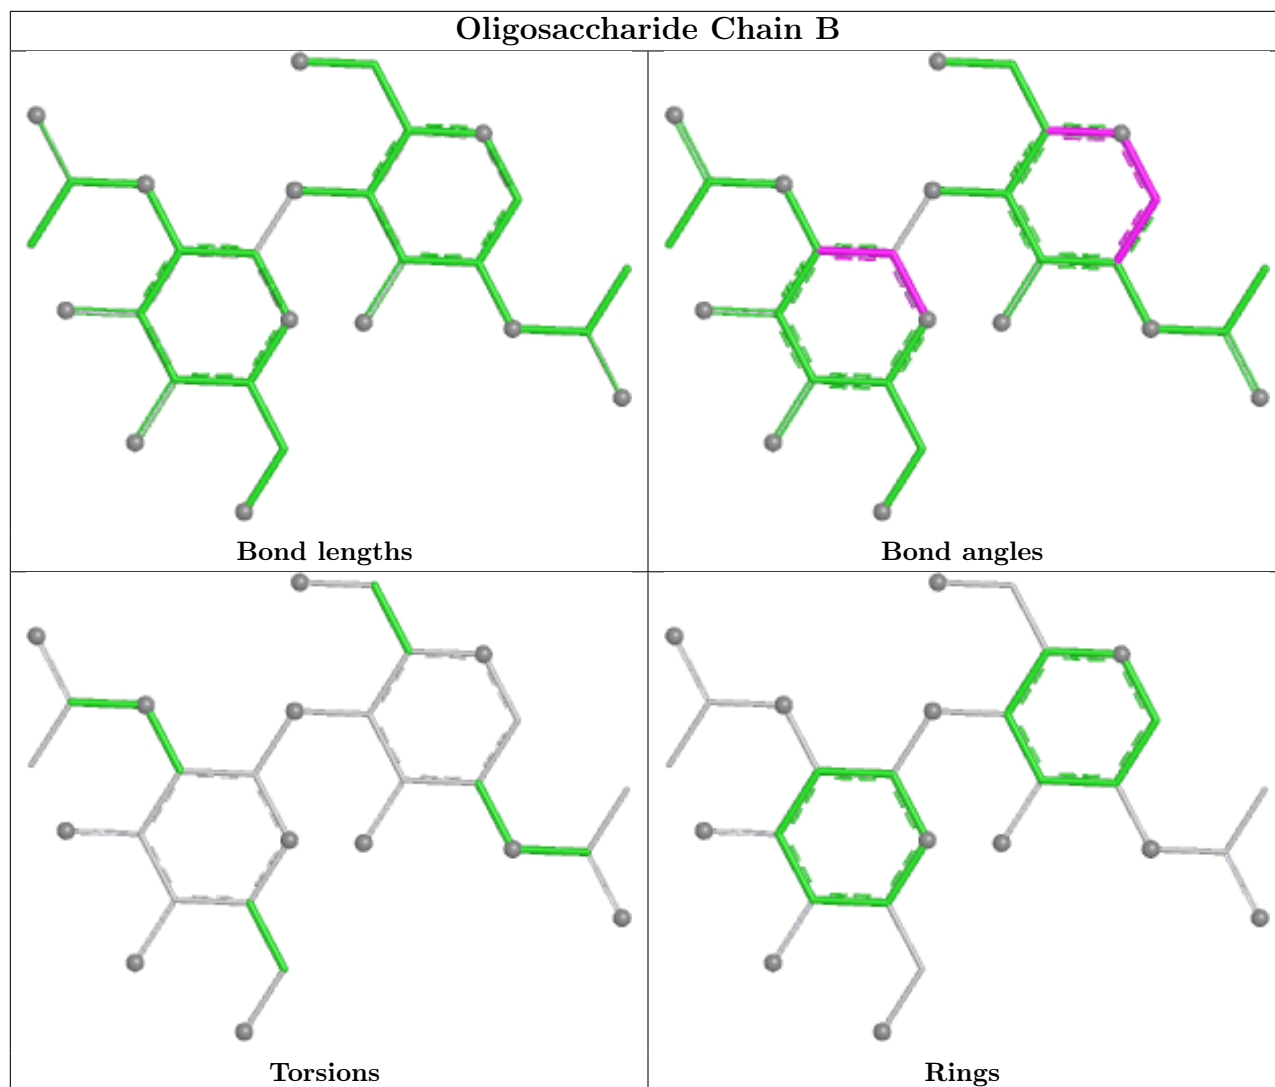 Oligosaccharide Chain B
Bond lengths
Bond angles
Torsions
Rings